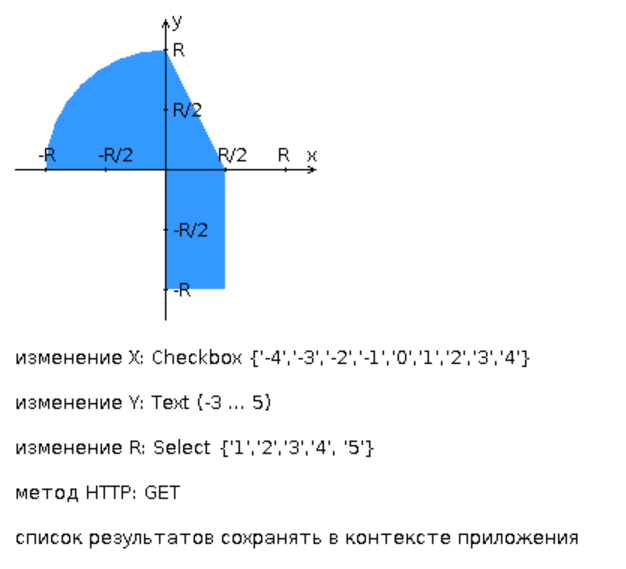 y
R
R/2
-R
-R/2
R/2
R
x
-R/2
-R
изменение X: Checkbox {'-4','-3','-2','-1','0','1','2','3','4'}
изменение Y: Text (-3 ... 5)
изменение R: Select {'1','2','3','4', '5'}
метод HTTP: GET
список результатов сохранять в контексте приложения